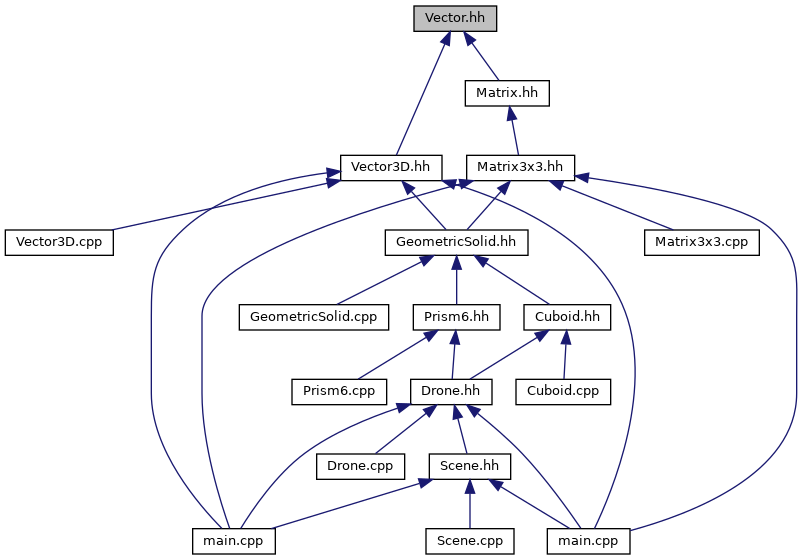 Vector.hh
Matrix.hh
Vector3D.hh
Matrix3x3.hh
Vector3D.cpp
GeometricSolid.hh
Matrix3x3.cpp
GeometricSolid.cpp
Prism6.hh
Cuboid.hh
Prism6.cpp
Drone.hh
Cuboid.cpp
Drone.cpp
Scene.hh
main.cpp
Scene.cpp
main.cpp